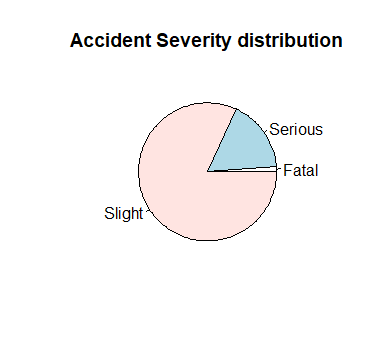 Accident Severity distribution
Serious
Fatal
Slight